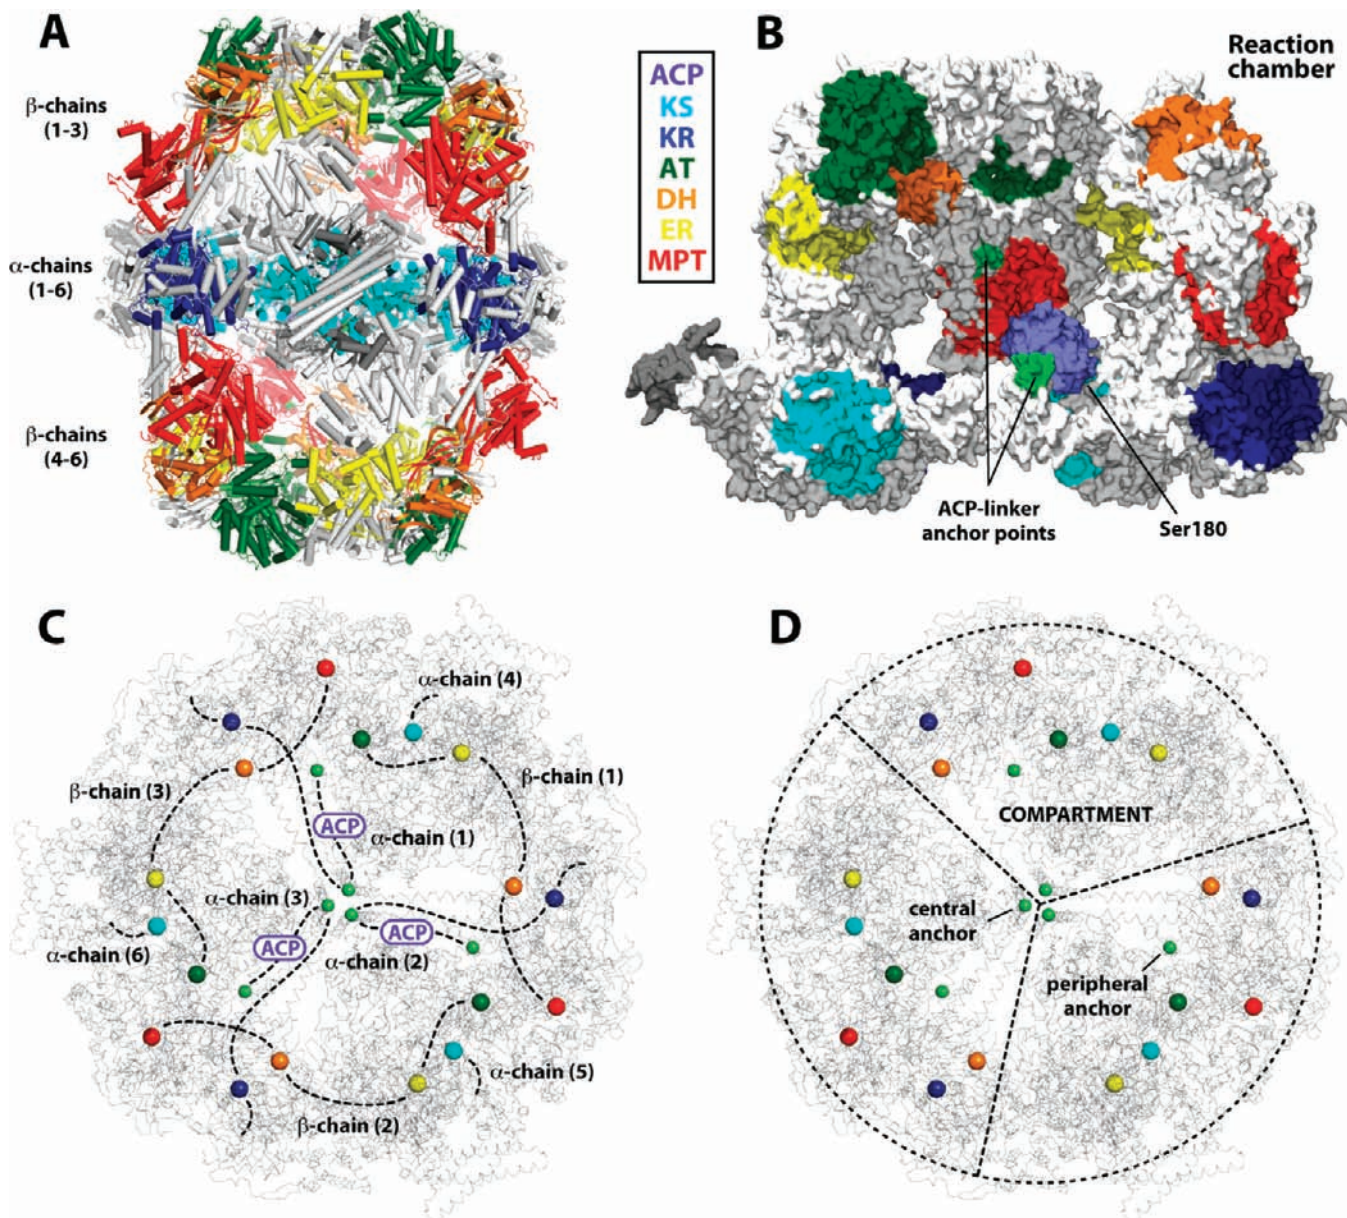 A
β-chains
(1-3)
α-chains
(1-6)
β-chains
(4-6)
ACP
KS
KR
AT
DH
ER
MPT
B
Reaction
chamber
ACP-linker
anchor points
Ser180
C
α-chain (4)
β-chain (1)
β-chain (3)
ACP
α-chain (1)
α-chain (3)
ACP
ACP
α-chain (6)
α-chain (2)
α-chain (5)
β-chain (2)
D
COMPARTMENT
central
anchor
peripheral
anchor